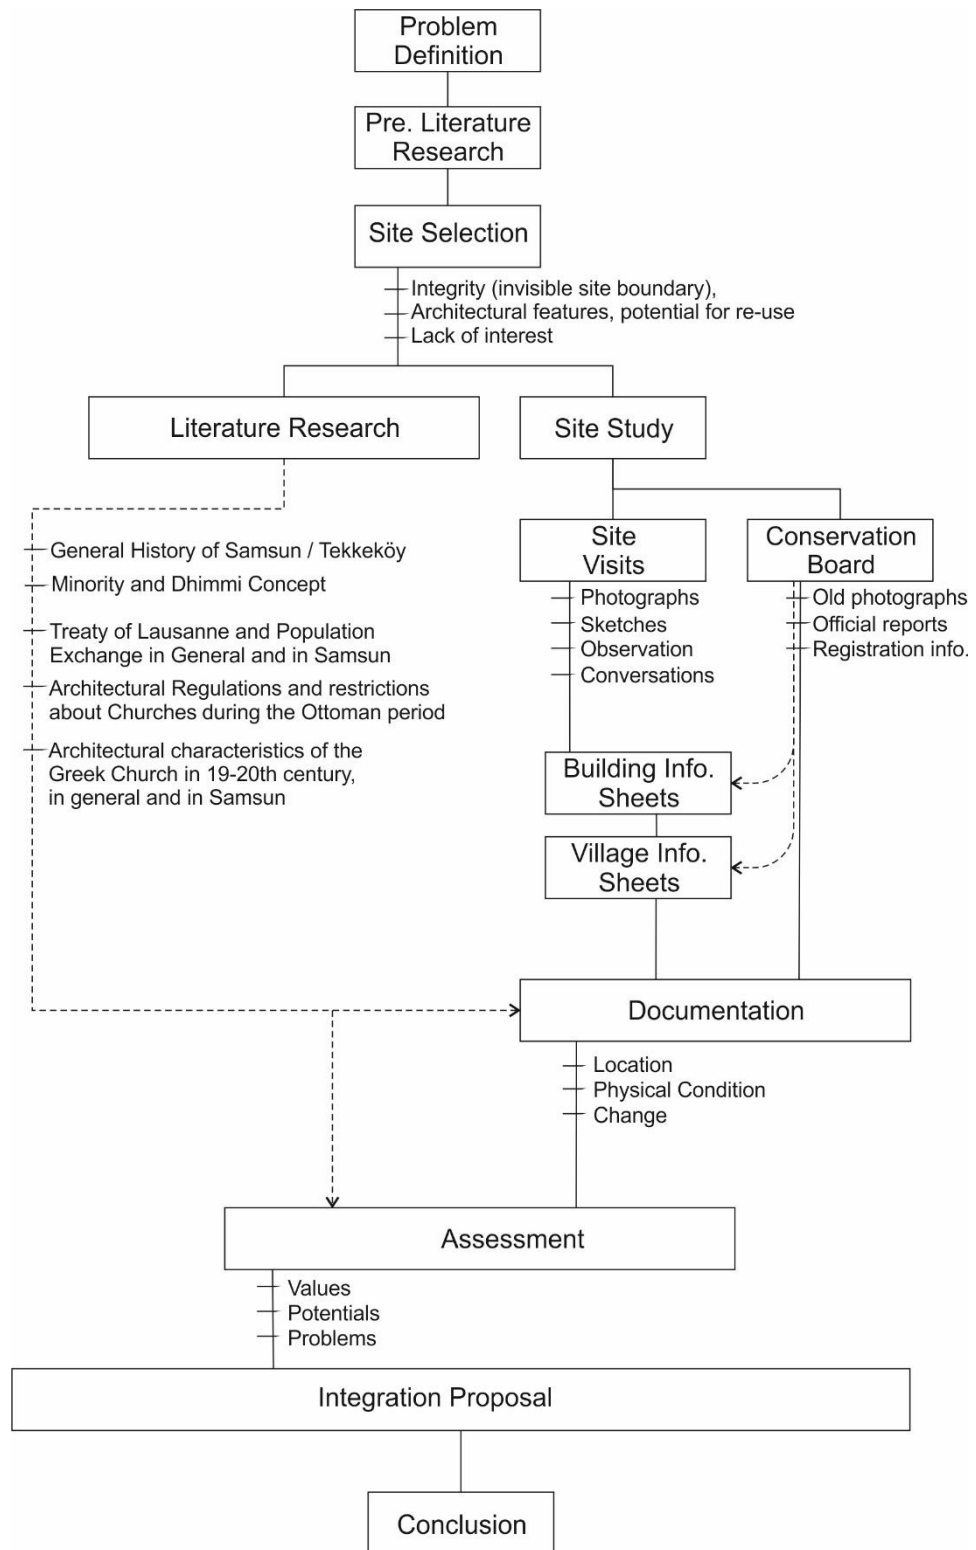 Problem
Definition
Pre. Literature
Research
Site Selection
Integrity (invisible site boundary),
Architectural features, potential for re-use
Lack of interest
Literature Research
Site Study
General History of Samsun / Tekkeköy
Minority and Dhimmi Concept
Treaty of Lausanne and Population
Exchange in General and in Samsun
Architectural Regulations and restrictions
about Churches during the Ottoman period
Architectural characteristics of the
Greek Church in 19-20th century,
in general and in Samsun
Site
Visits
Photographs
Sketches
Observation
Conversations
Conservation
Board
Old photographs
Official reports
Registration info.
Building Info.
Sheets
Village Info.
Sheets
Documentation
Location
Physical Condition
Change
Assessment
Values
Potentials
Problems
Integration Proposal
Conclusion